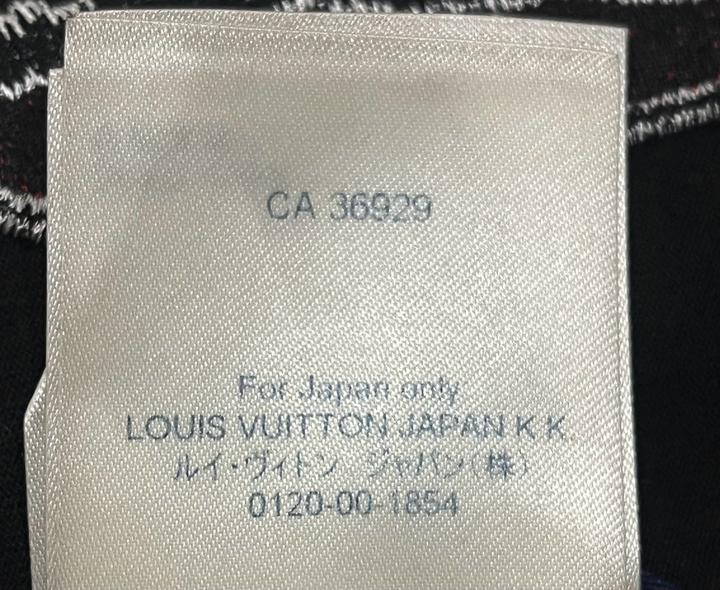 CA 36929
For Japan only
LOUIS VUITTON JAPAN K K
ルイ・ヴィトン ジャパン(株)
0120-00-1854